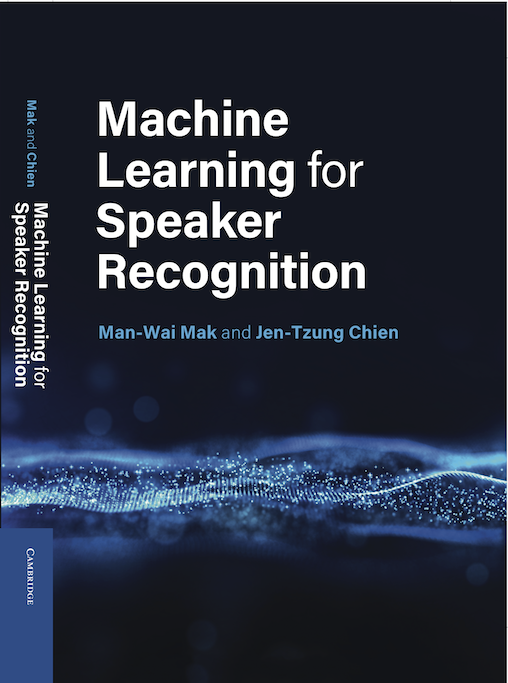 Machine
Learning for
Speaker
Recognition
Man-Wai Mak and Jen-Tzung Chien
Mak and Chien
Machine Learning for
Speaker Recognition
CAMBRIDGE